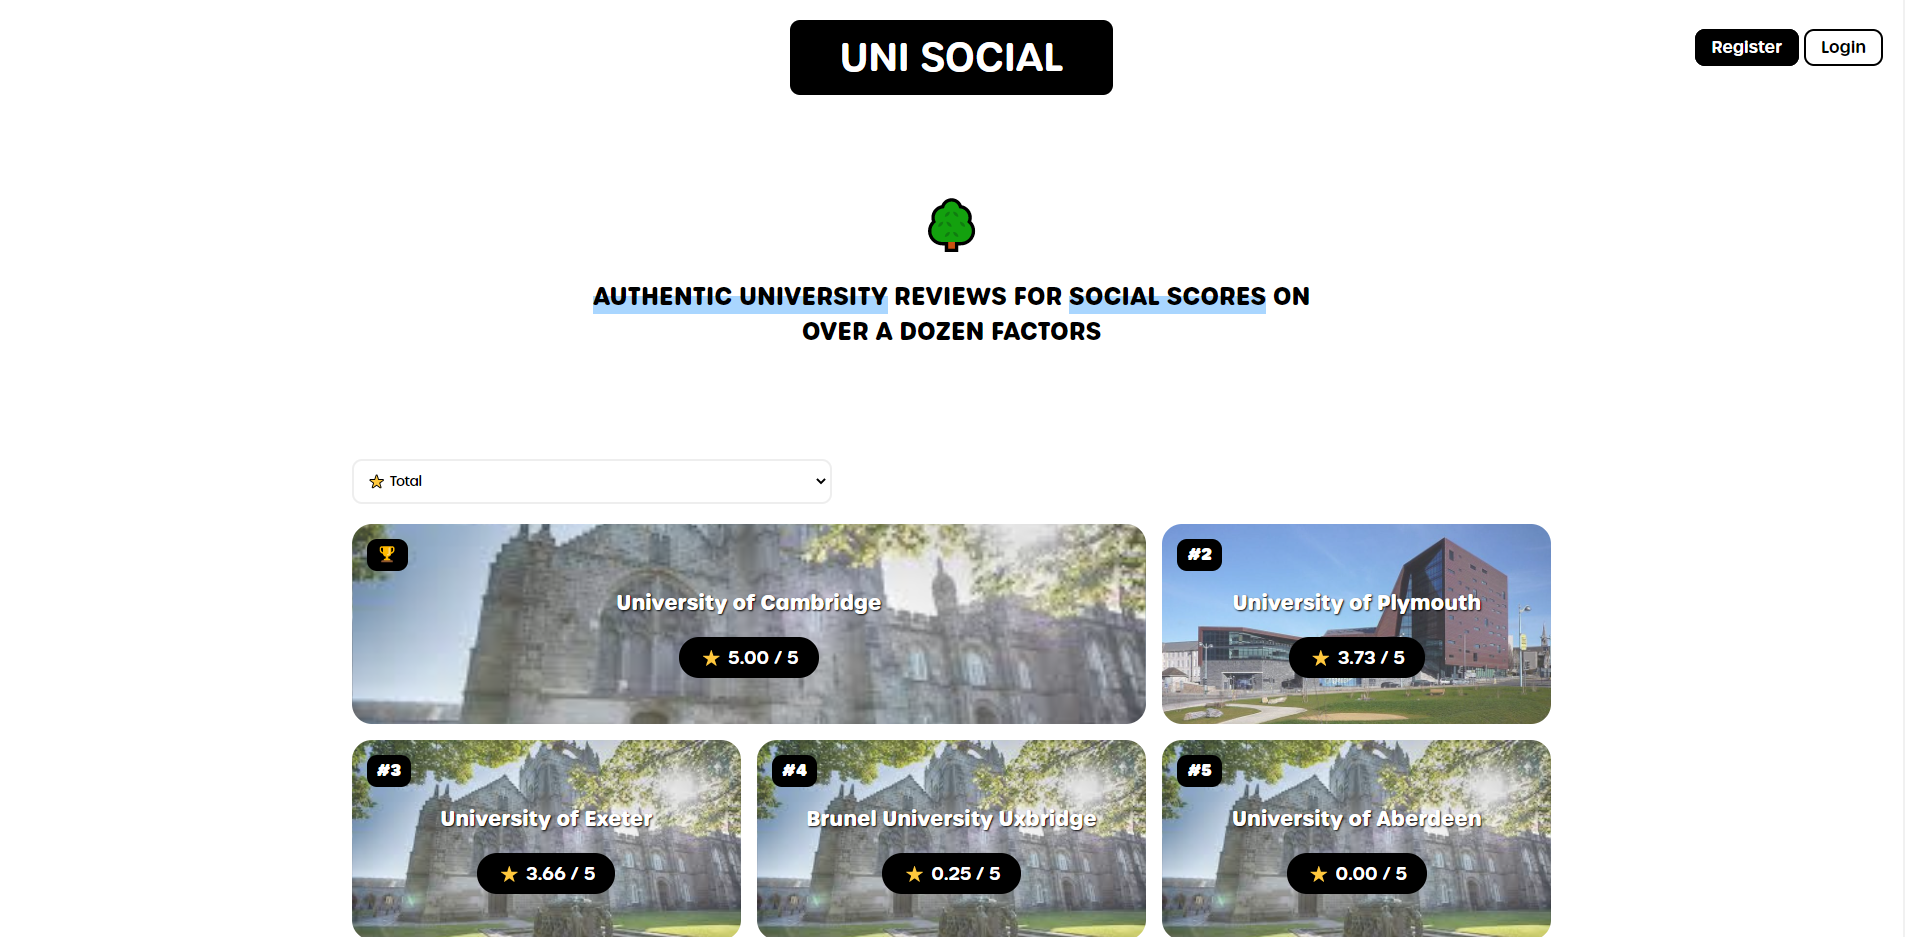 UNI SOCIAL
Register
Login
AUTHENTIC UNIVERSITY REVIEWS FOR SOCIAL SCORES ON
OVER A DOZEN FACTORS
Total
University of Cambridge
5.00 / 5
#2
University of Plymouth
3.73 / 5
#3
University of Exeter
3.66 / 5
#4
Brunel University Uxbridge
0.25 / 5
#5
University of Aberdeen
0.00 / 5